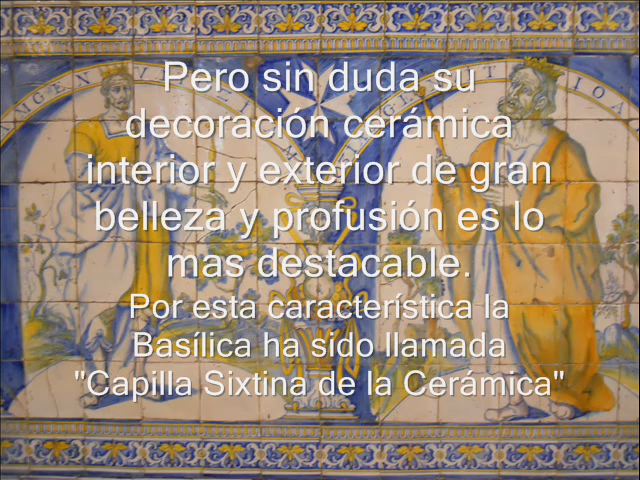 Pero sin duda su
decoración cerámica
interior y exterior de gran
belleza y profusión es lo
mas destacable.
Por esta característica la
Basílica ha sido llamada
"Capilla Sixtina de la Cerámica"